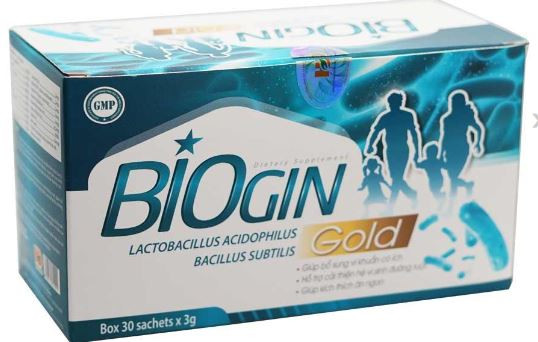 GMP
Dietary Supplement
BIOGIN
LACTOBACILLUS ACIDOPHILUS
BACILLUS SUBTILIS
Gold
• Giúp bổ sung vi khuẩn có ích
• Hỗ trợ cải thiện hệ vi sinh đường ruột
• Giúp kích thích ăn ngon
Box 30 sachets x 3g